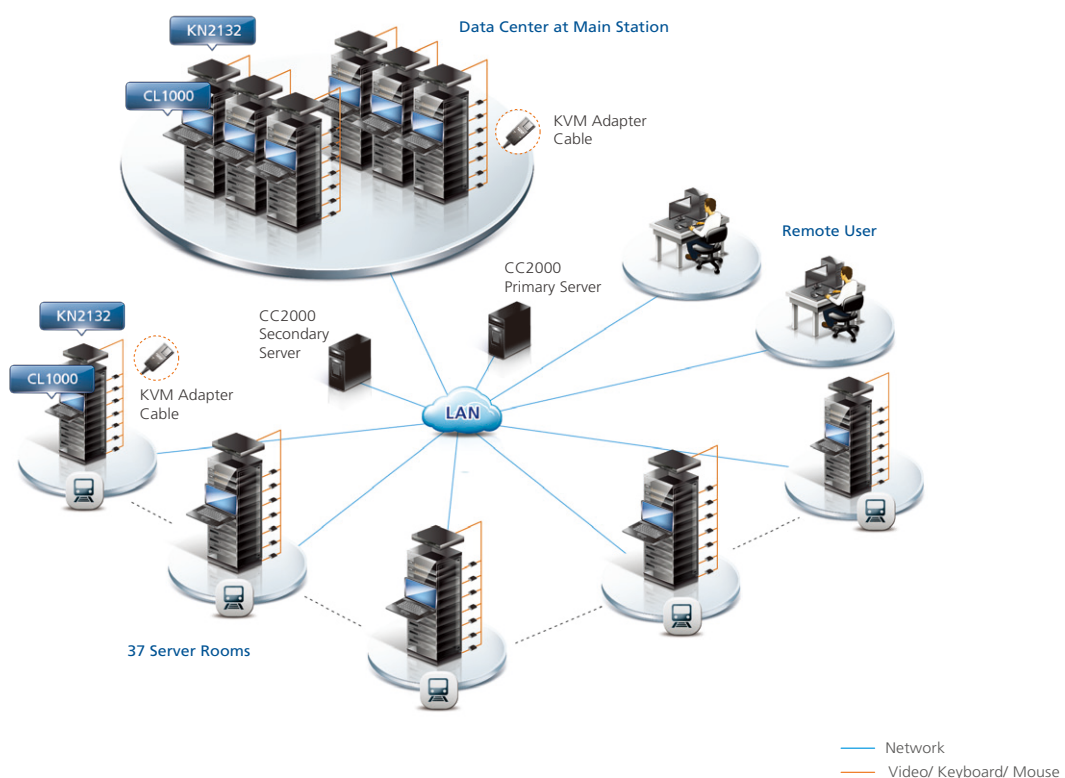 KN2132
Data Center at Main Station
CL1000
KVM Adapter
Cable
Remote User
CC2000
Primary Server
CC2000
Secondary
Server
KN2132
CL1000
KVM Adapter
Cable
LAN
37 Server Rooms
Network
Video/ Keyboard/ Mouse